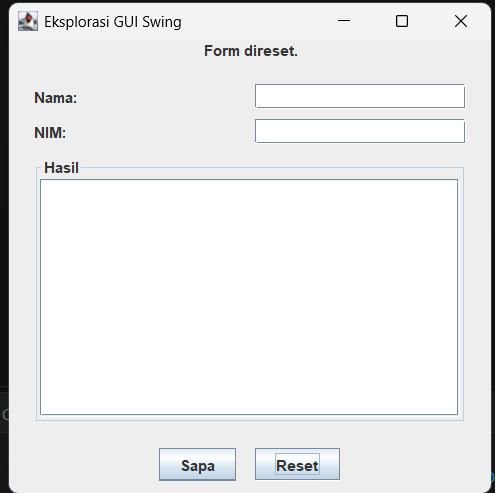 Eksplorasi GUI Swing
Form direset.
Nama:
NIM:
Hasil
Sapa Reset